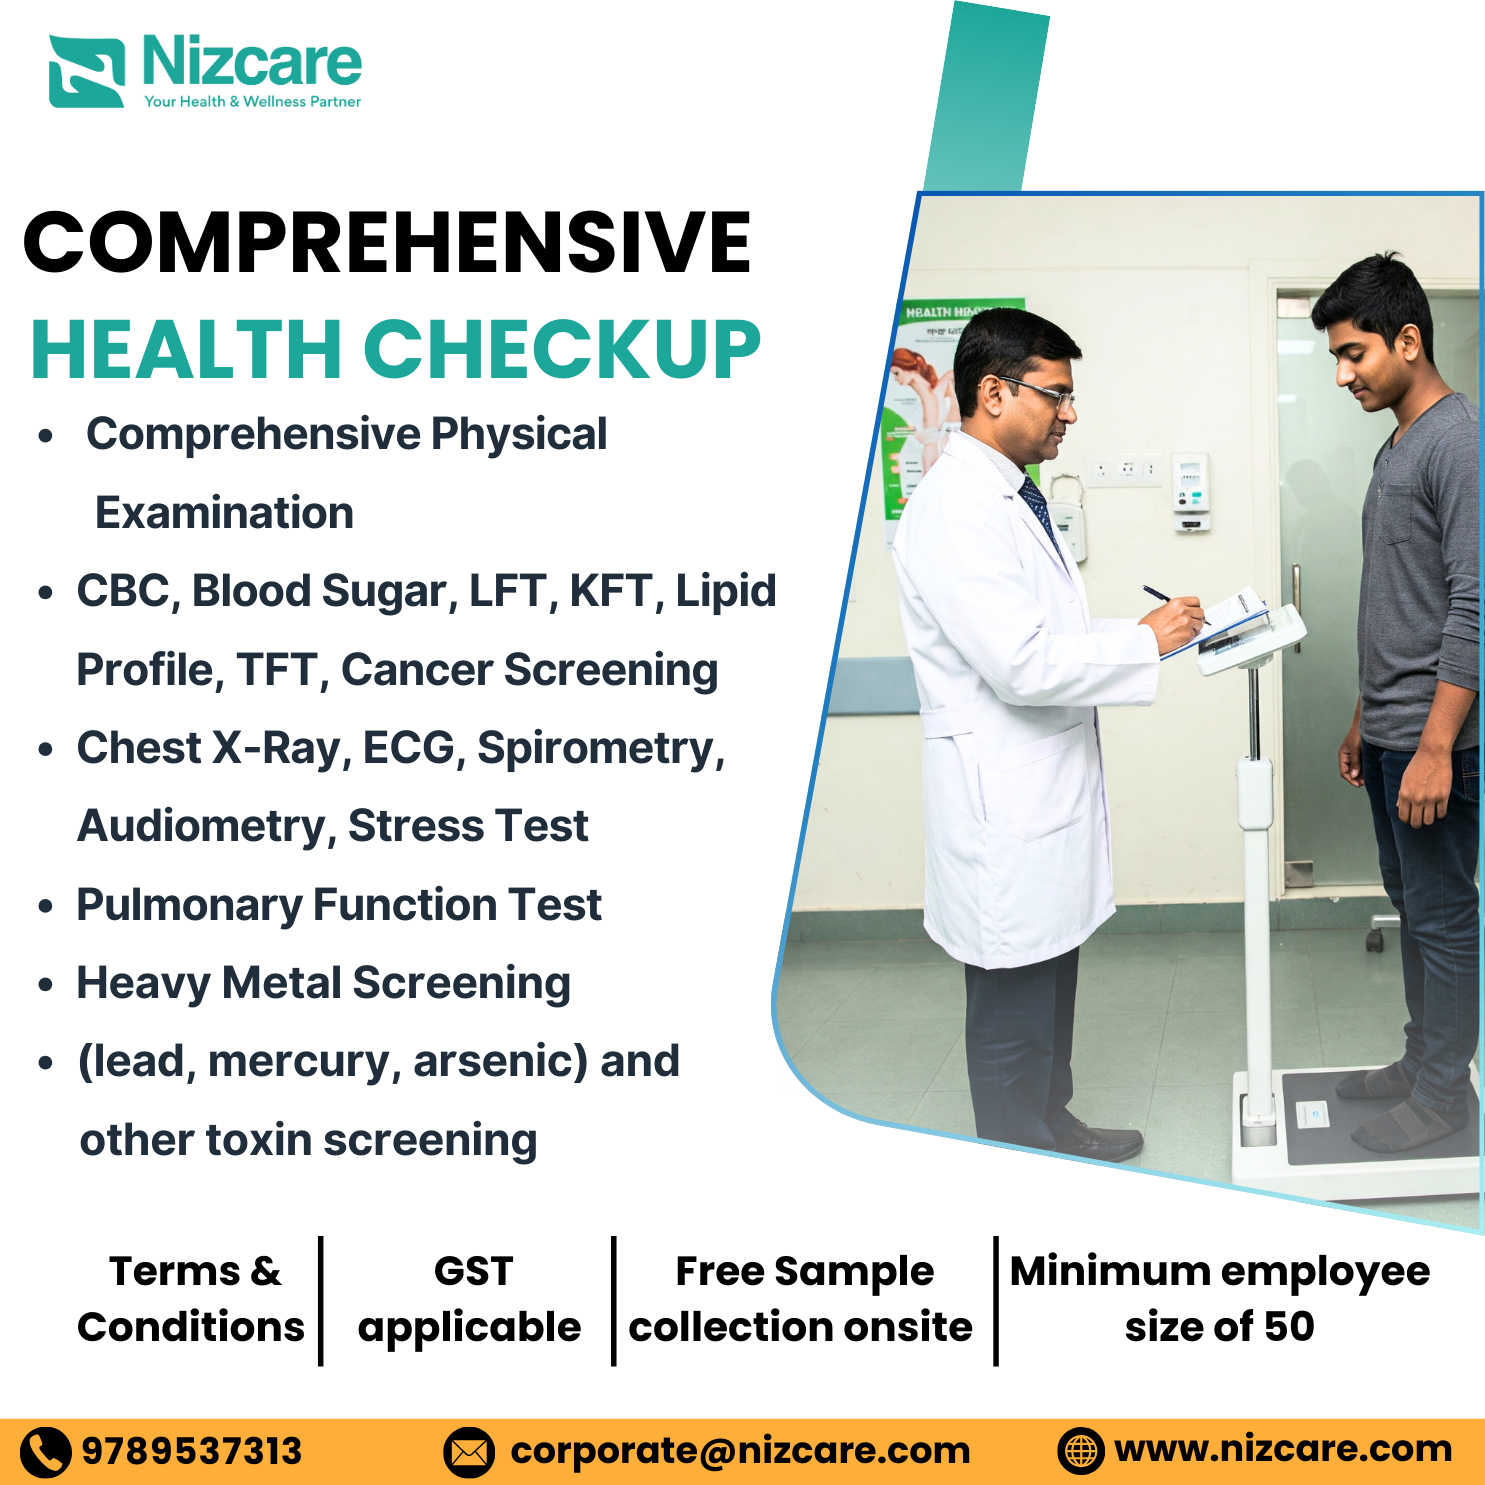 Nizcare
Your Health & Wellness Partner
COMPREHENSIVE
HEALTH CHECKUP
• Comprehensive Physical
Examination
• CBC, Blood Sugar, LFT, KFT, Lipid
Profile, TFT, Cancer Screening
• Chest X-Ray, ECG, Spirometry,
Audiometry, Stress Test
• Pulmonary Function Test
• Heavy Metal Screening
• (lead, mercury, arsenic) and
other toxin screening
Terms &
Conditions
GST
applicable
Free Sample
collection onsite
Minimum employee
size of 50
9789537313
corporate@nizcare.com
www.nizcare.com